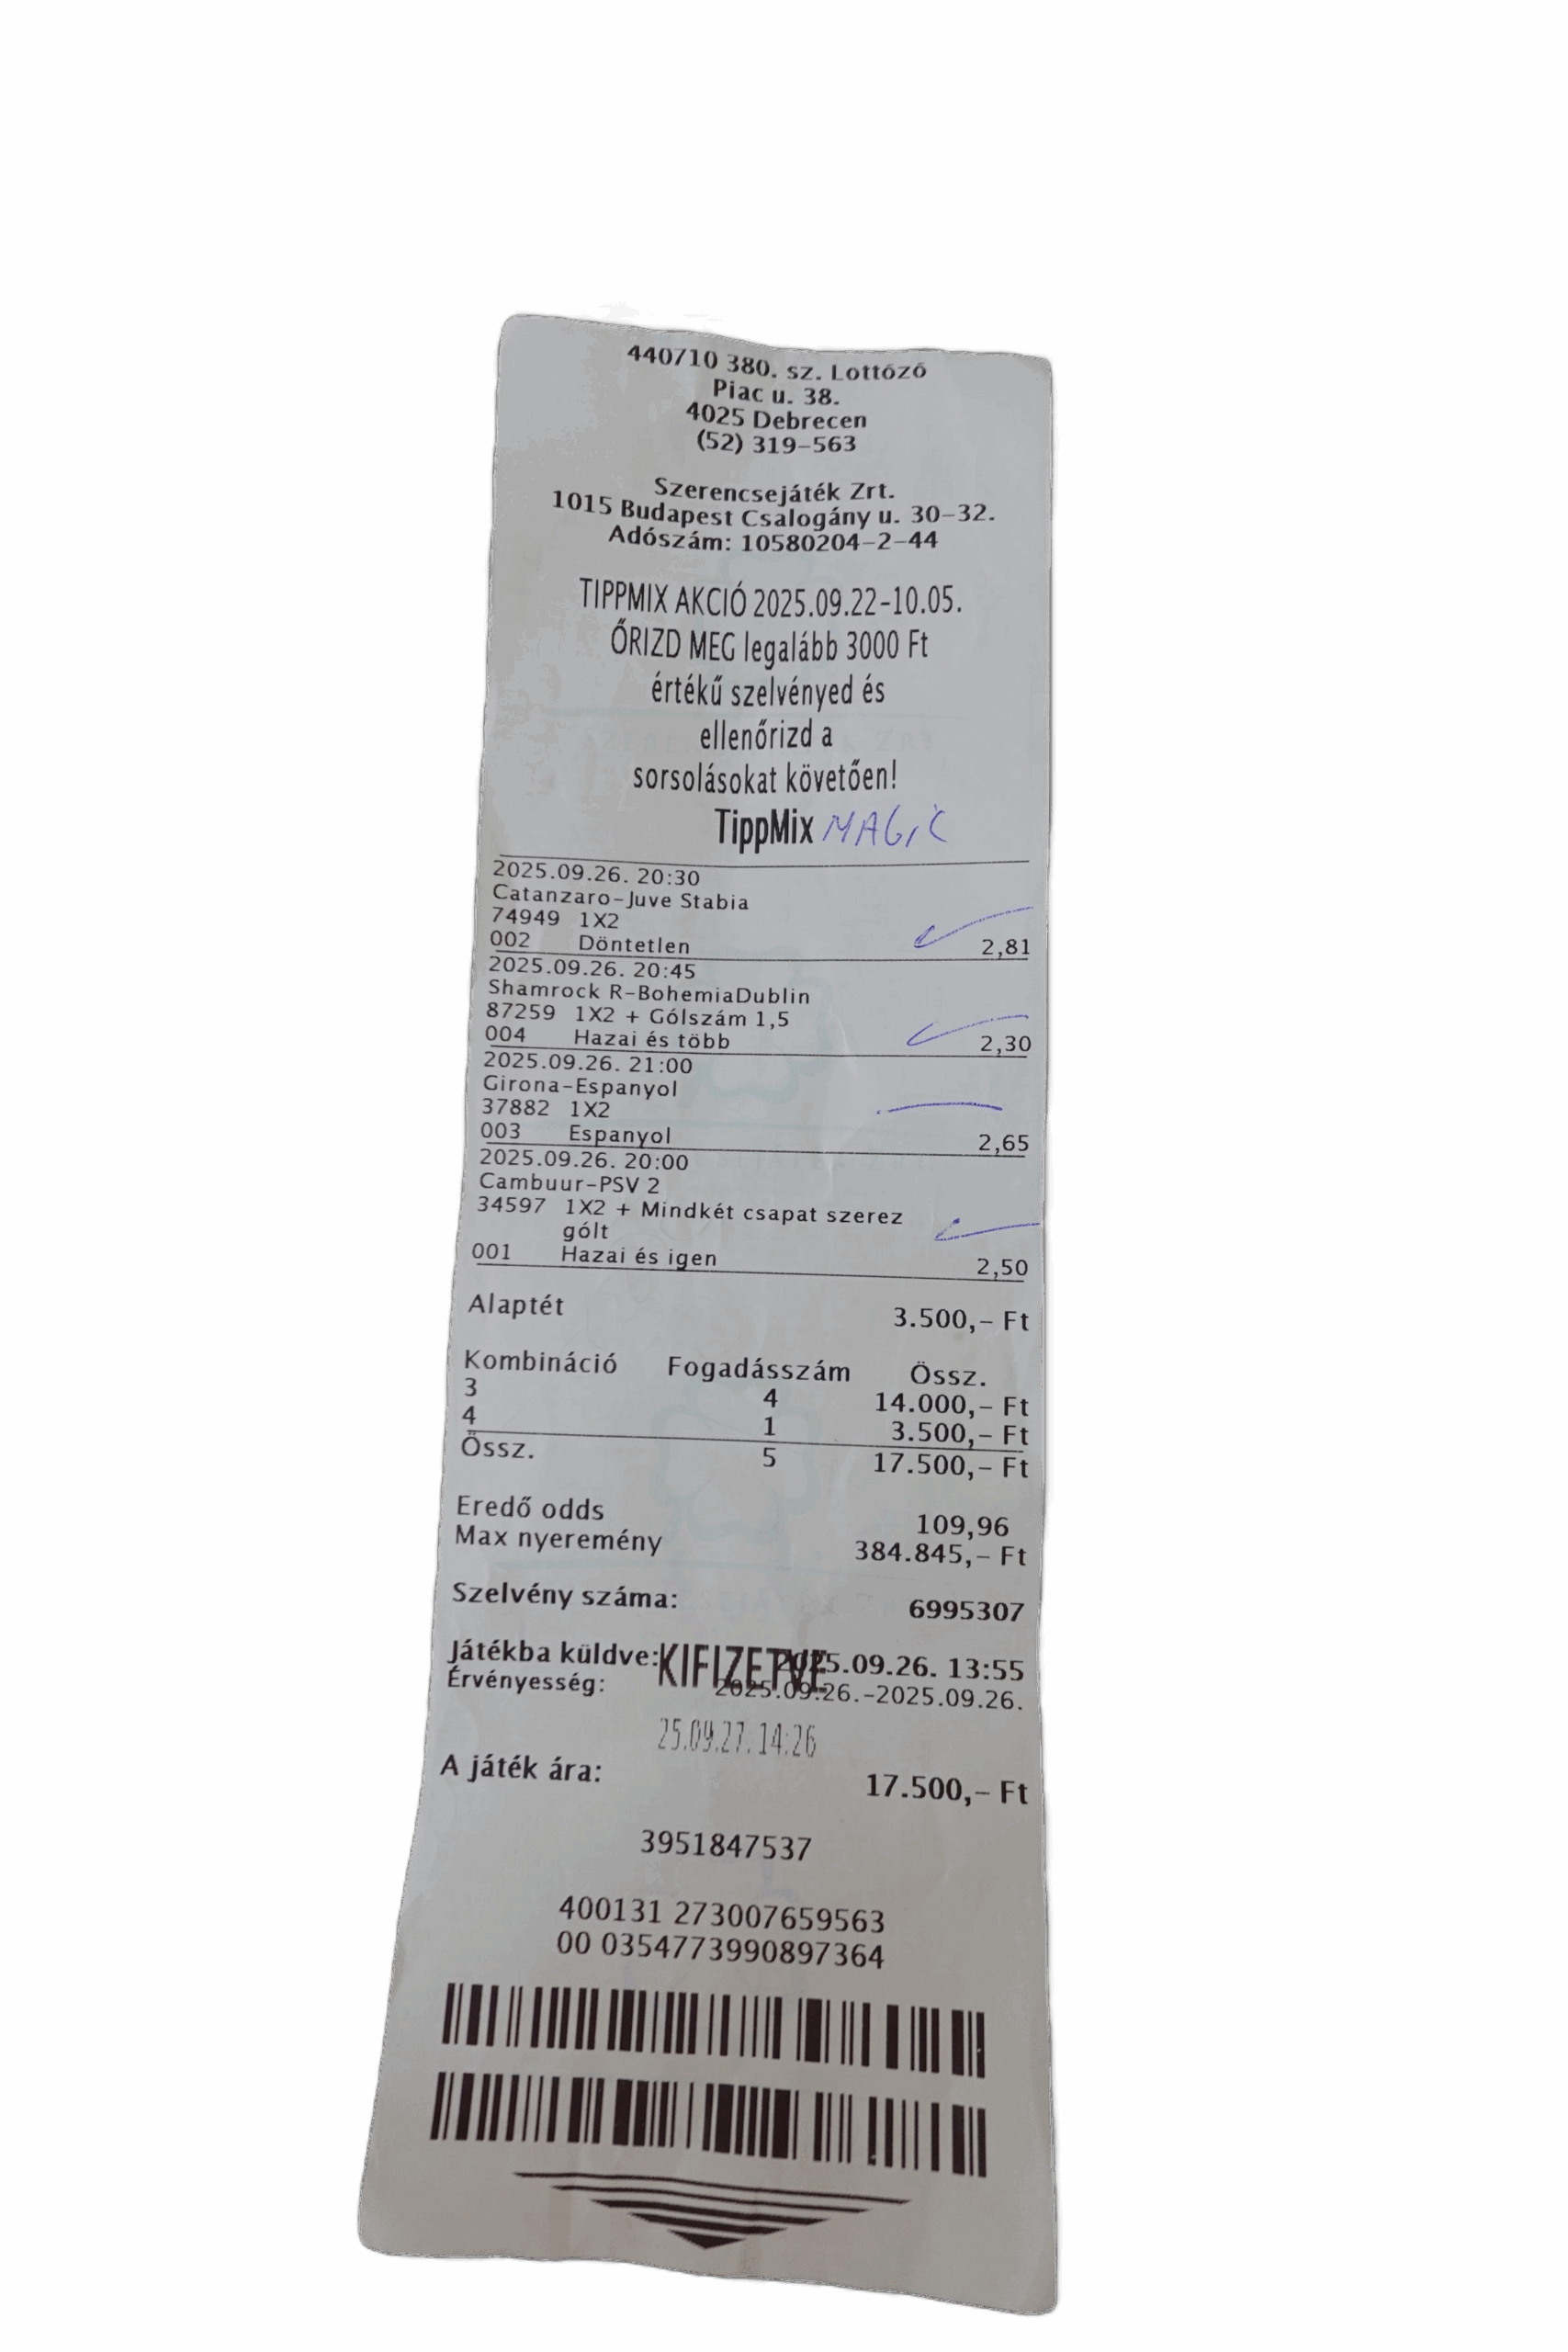 440710 380. sz. Lottózó
Piac u. 38.
4025 Debrecen
(52) 319-563
Szerencsejáték Zrt.
1015 Budapest Csalogány u. 30-32.
Adószám: 10580204-2-44
TIPPMIX AKCIÓ 2025.09.22-10.05.
ŐRIZD MEG legalább 3000 Ft
értékű szelvényed és
ellenőrizd a
sorsolásokat követően!
TippMix MAGIC
2025.09.26. 20:30
Catanzaro-Juve Stabia
74949 1X2
002 Döntetlen 2,81
2025.09.26. 20:45
Shamrock R-BohemiaDublin
87259 1X2 + Gólszám 1,5
004 Hazai és több 2,30
2025.09.26. 21:00
Girona-Espanyol
37882 1X2
003 Espanyol 2,65
2025.09.26. 20:00
Cambuur-PSV 2
34597 1X2 + Mindkét csapat szerez
gólt
001 Hazai és igen 2,50
Alaptét 3.500,- Ft
Kombináció Fogadásszám Össz.
3 4 14.000,- Ft
4 1 3.500,- Ft
Össz. 5 17.500,- Ft
Eredő odds 109,96
Max nyeremény 384.845,- Ft
Szelvény száma: 6995307
Játékba küldve: 2025.09.26. 13:55
KIFIZETVE
Érvényesség: 2025.09.26.-2025.09.26.
25.09.27. 14:26
A játék ára: 17.500,- Ft
3951847537
400131 273007659563
00 0354773990897364